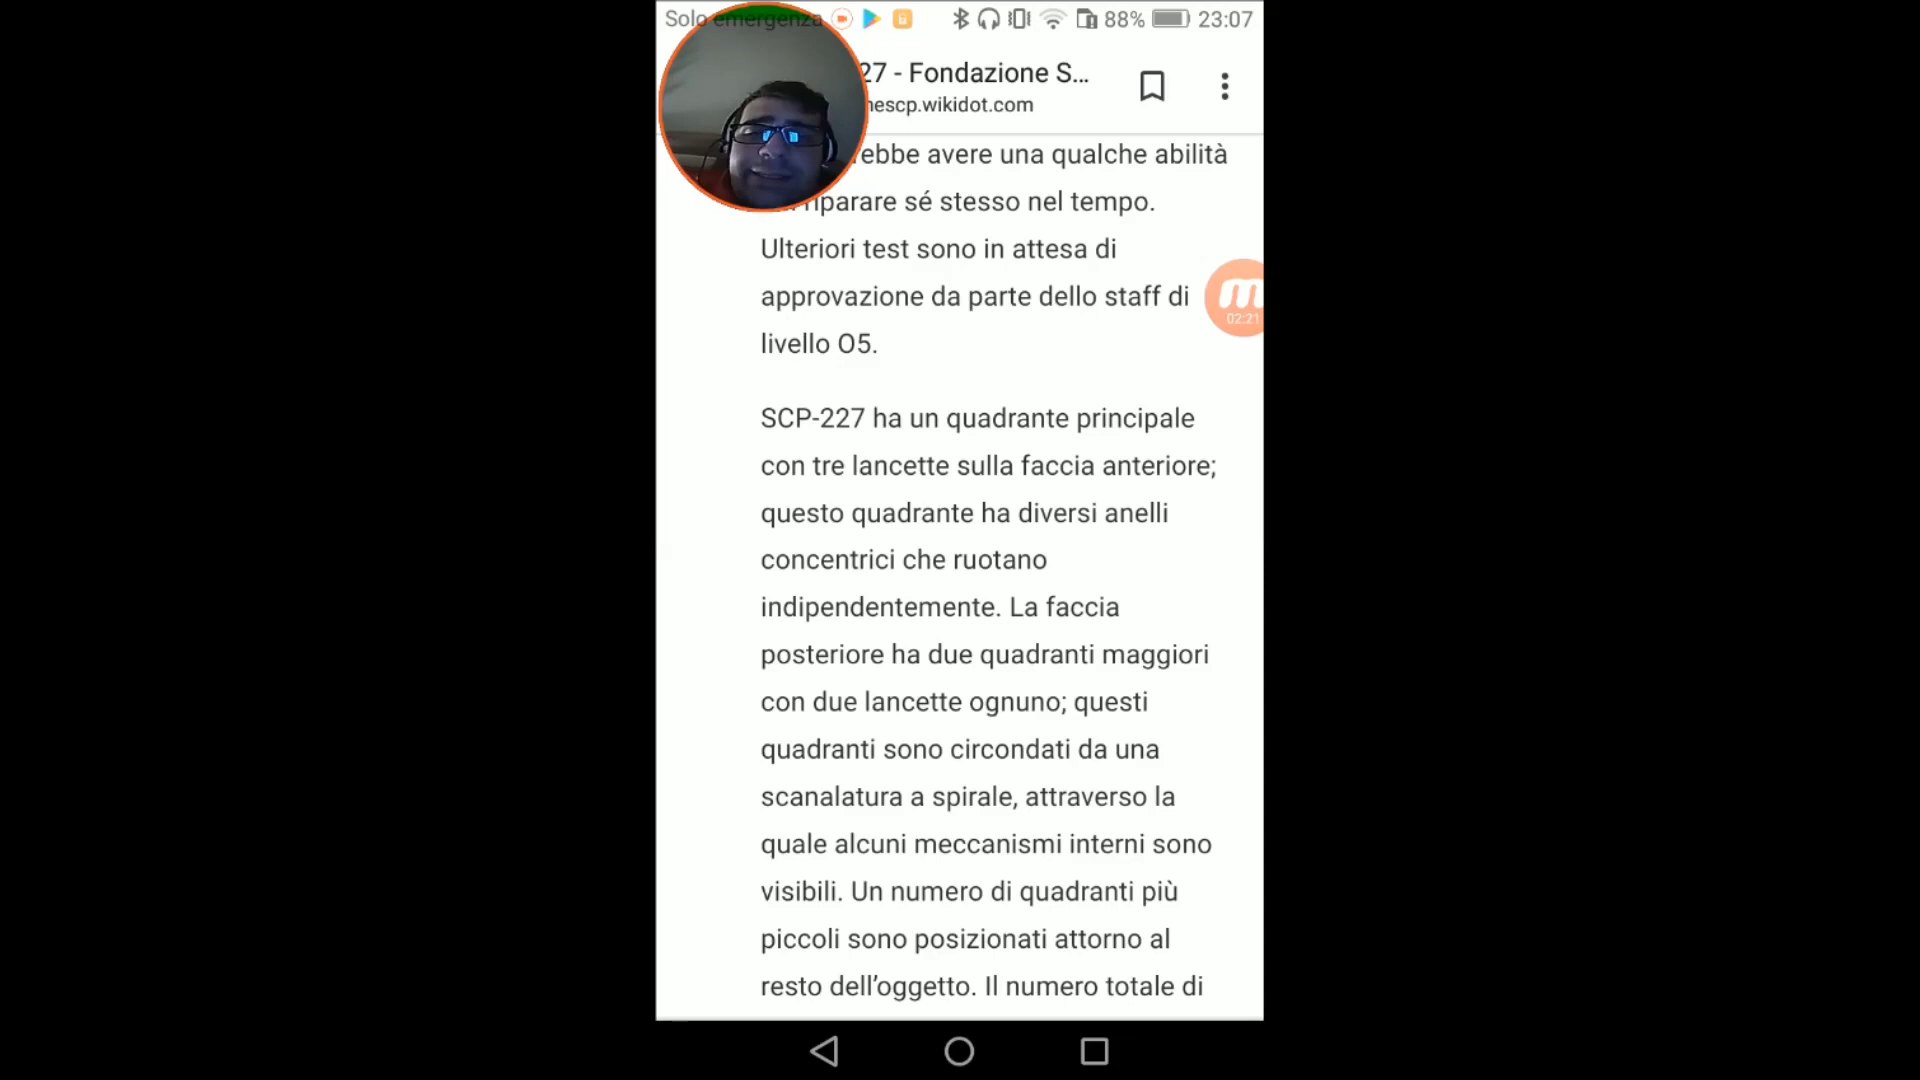 Solo emergenza 88% 23:07
27 - Fondazione S...
nescp.wikidot.com
rebbe avere una qualche abilità
riparare sé stesso nel tempo.
Ulteriori test sono in attesa di
approvazione da parte dello staff di
livello O5.
02:21
SCP-227 ha un quadrante principale
con tre lancette sulla faccia anteriore;
questo quadrante ha diversi anelli
concentrici che ruotano
indipendentemente. La faccia
posteriore ha due quadranti maggiori
con due lancette ognuno; questi
quadranti sono circondati da una
scanalatura a spirale, attraverso la
quale alcuni meccanismi interni sono
visibili. Un numero di quadranti più
piccoli sono posizionati attorno al
resto dell’oggetto. Il numero totale di